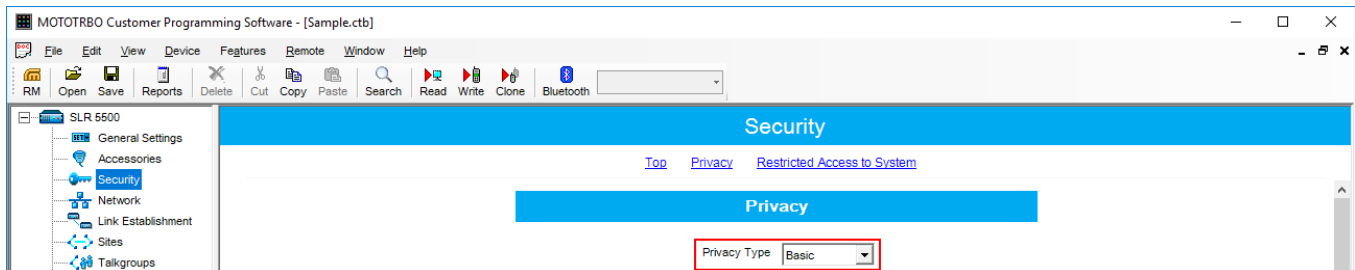 MOTOTRBO Customer Programming Software - [Sample.ctb]
File Edit View Device Features Remote Window Help
RM Open Save Reports Delete Cut Copy Paste Search Read Write Clone Bluetooth
SLR 5500
General Settings
Accessories
Security
Network
Link Establishment
Sites
Talkgroups
Security
Top Privacy Restricted Access to System
Privacy
Privacy Type Basic